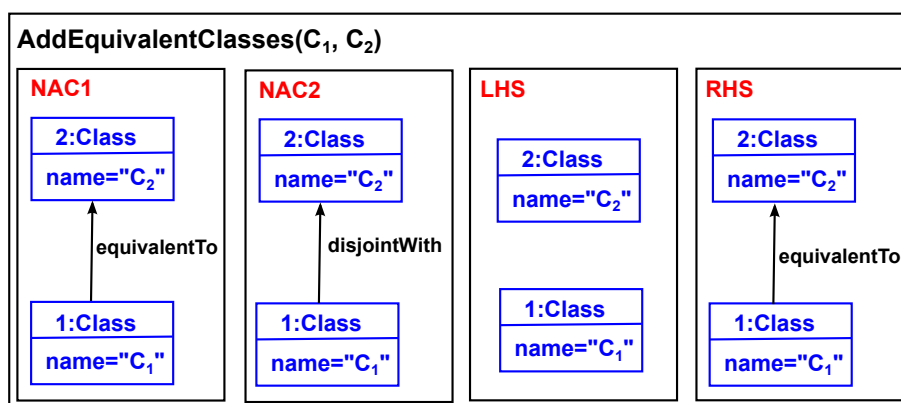 AddEquivalentClasses(C₁, C₂)
NAC1
2:Class
name="C₂"
equivalentTo
1:Class
name="C₁"
NAC2
2:Class
name="C₂"
disjointWith
1:Class
name="C₁"
LHS
2:Class
name="C₂"
1:Class
name="C₁"
RHS
2:Class
name="C₂"
equivalentTo
1:Class
name="C₁"